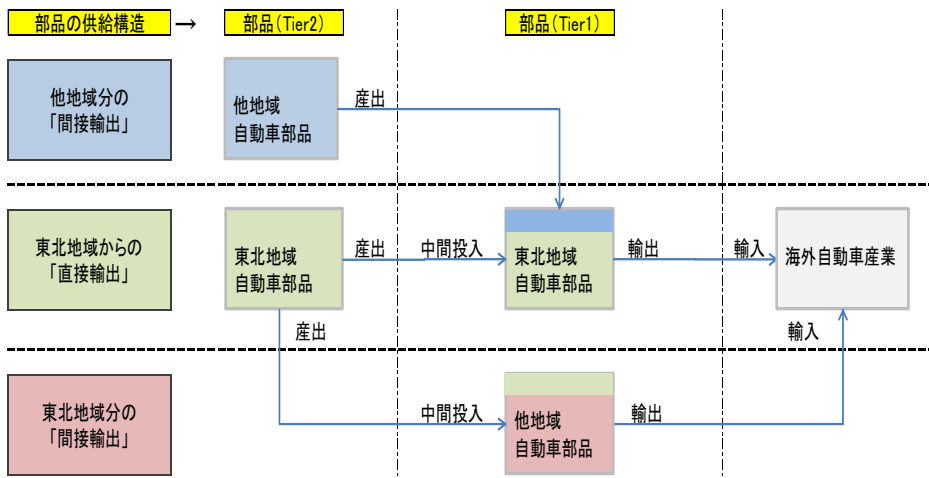 部品の供給構造
→
部品(Tier2)
部品(Tier1)
他地域分の
「間接輸出」
他地域
自動車部品
産出
東北地域からの
「直接輸出」
東北地域
自動車部品
産出
中間投入
東北地域
自動車部品
輸出
輸入
海外自動車産業
産出
輸入
東北地域分の
「間接輸出」
中間投入
他地域
自動車部品
輸出